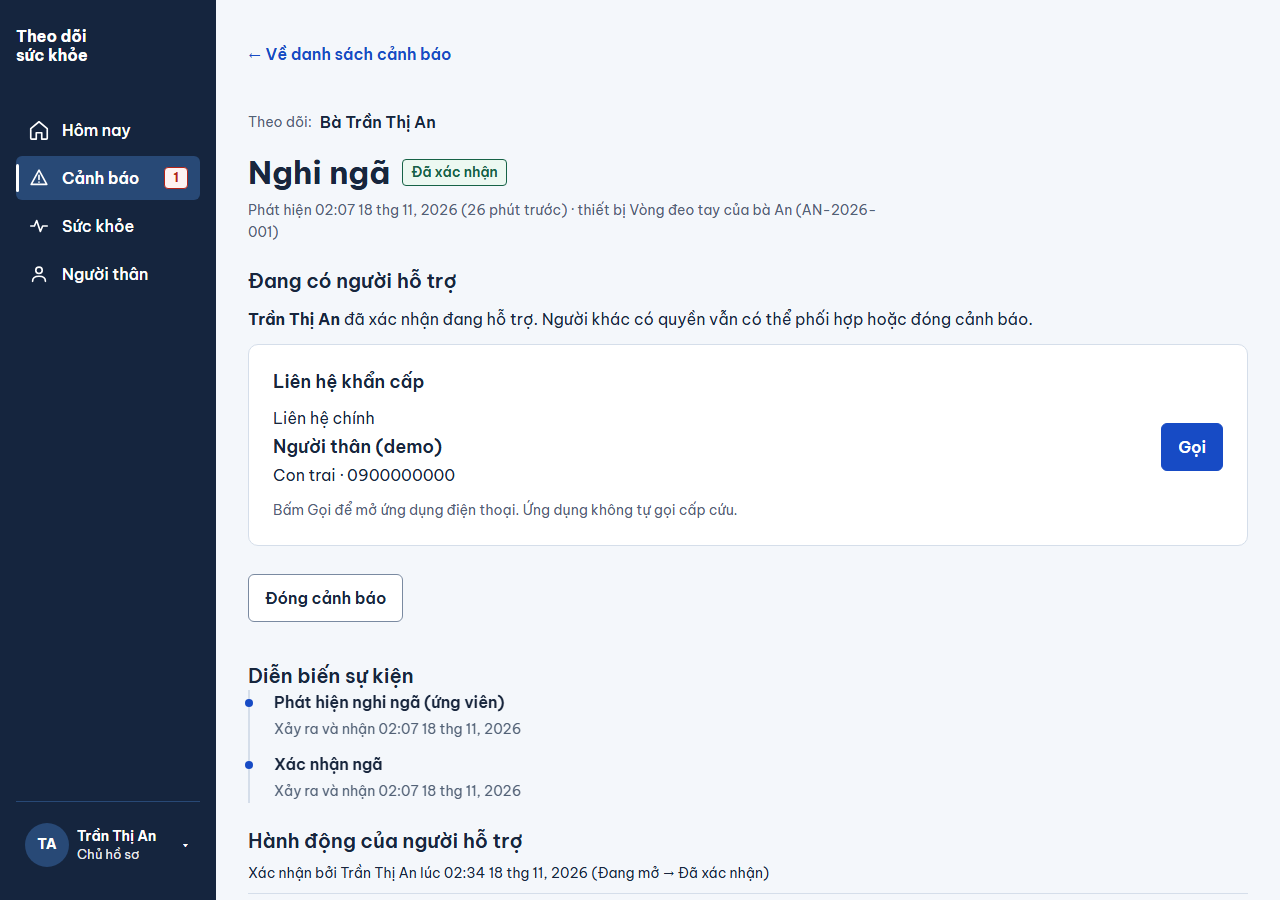 Theo dõi
sức khỏe
Hôm nay
Cảnh báo 1
Sức khỏe
Người thân
TA
Trần Thị An
Chủ hồ sơ
← Về danh sách cảnh báo
Theo dõi: Bà Trần Thị An
Nghi ngã Đã xác nhận
Phát hiện 02:07 18 thg 11, 2026 (26 phút trước) · thiết bị Vòng đeo tay của bà An (AN-2026-
001)
Đang có người hỗ trợ
Trần Thị An đã xác nhận đang hỗ trợ. Người khác có quyền vẫn có thể phối hợp hoặc đóng cảnh báo.
Liên hệ khẩn cấp
Liên hệ chính
Người thân (demo)
Con trai · 0900000000
Gọi
Bấm Gọi để mở ứng dụng điện thoại. Ứng dụng không tự gọi cấp cứu.
Đóng cảnh báo
Diễn biến sự kiện
Phát hiện nghi ngã (ứng viên)
Xảy ra và nhận 02:07 18 thg 11, 2026
Xác nhận ngã
Xảy ra và nhận 02:07 18 thg 11, 2026
Hành động của người hỗ trợ
Xác nhận bởi Trần Thị An lúc 02:34 18 thg 11, 2026 (Đang mở → Đã xác nhận)